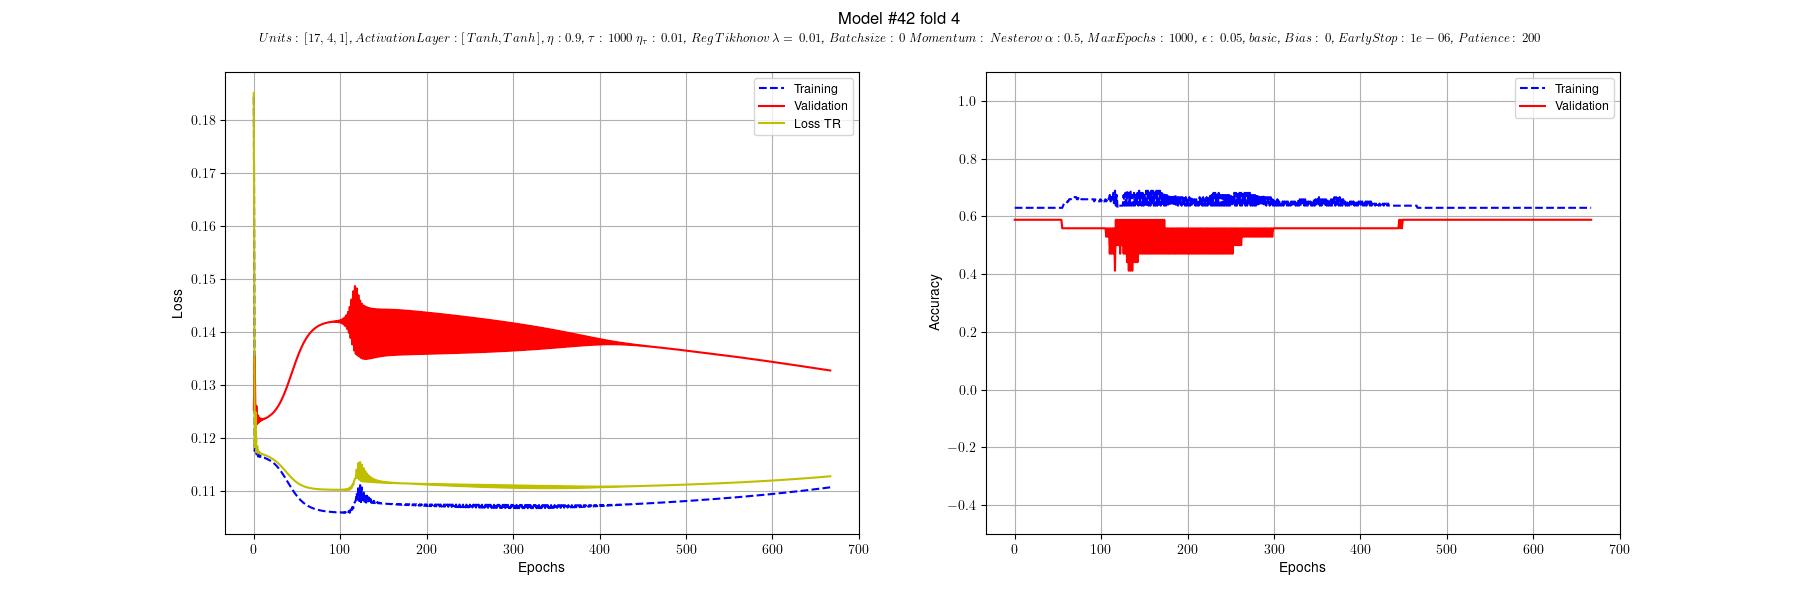 Model #42 fold 4
Units : [17, 4, 1], ActivationLayer : [Tanh, Tanh], η : 0.9, τ : 1000 η_τ : 0.01, RegTikhonov λ = 0.01, Batchsize : 0 Momentum : Nesterov α : 0.5, MaxEpochs : 1000, ϵ : 0.05, basic, Bias : 0, EarlyStop : 1e − 06, Patience : 200
Training
Validation
Loss TR
0.18
0.17
0.16
0.15
0.14
0.13
0.12
0.11
Loss
0 100 200 300 400 500 600 700
Epochs
Training
Validation
1.0
0.8
0.6
0.4
0.2
0.0
−0.2
−0.4
Accuracy
0 100 200 300 400 500 600 700
Epochs